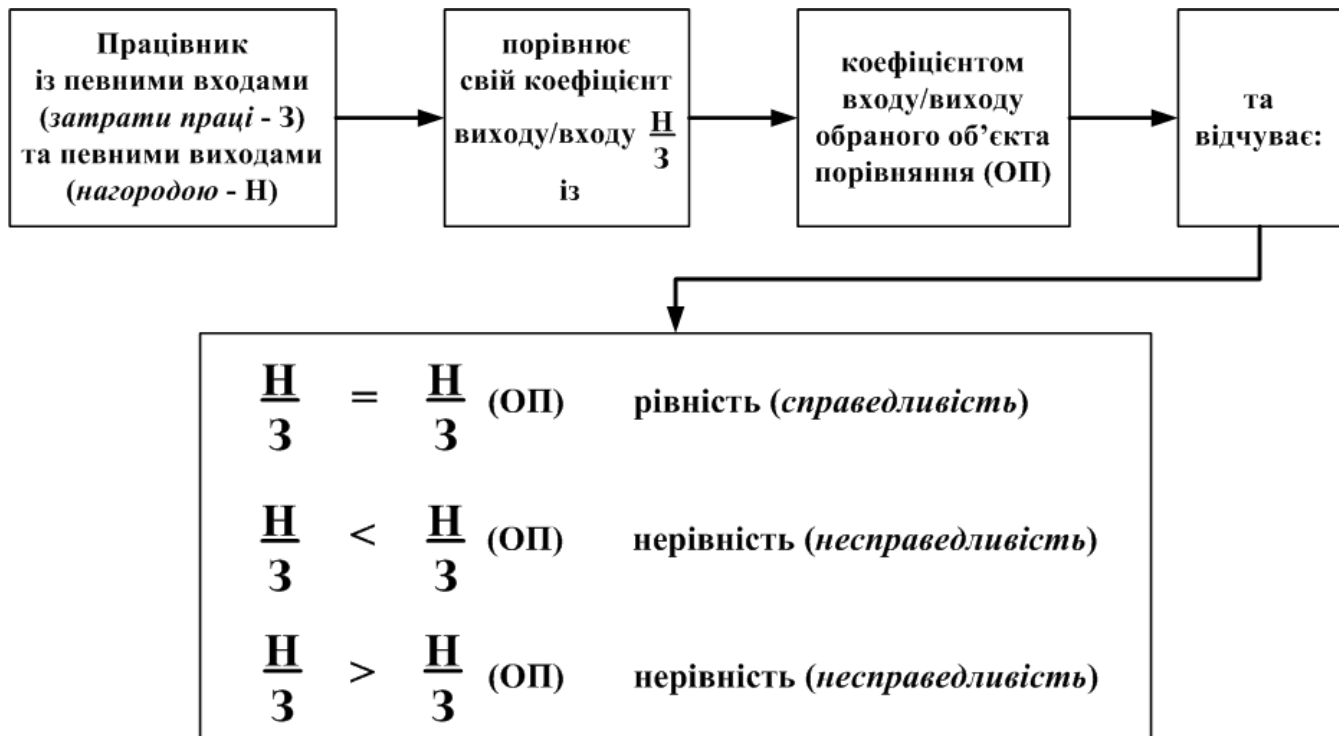 Працівник
із певними входами
(затрати праці - З)
та певними виходами
(нагородою - Н)
порівнює
свій коефіцієнт
виходу/входу Н/З
із
коефіцієнтом
входу/виходу
обраного об’єкта
порівняння (ОП)
та
відчуває:
Н/З = Н/З (ОП) рівність (справедливість)
Н/З < Н/З (ОП) нерівність (несправедливість)
Н/З > Н/З (ОП) нерівність (несправедливість)